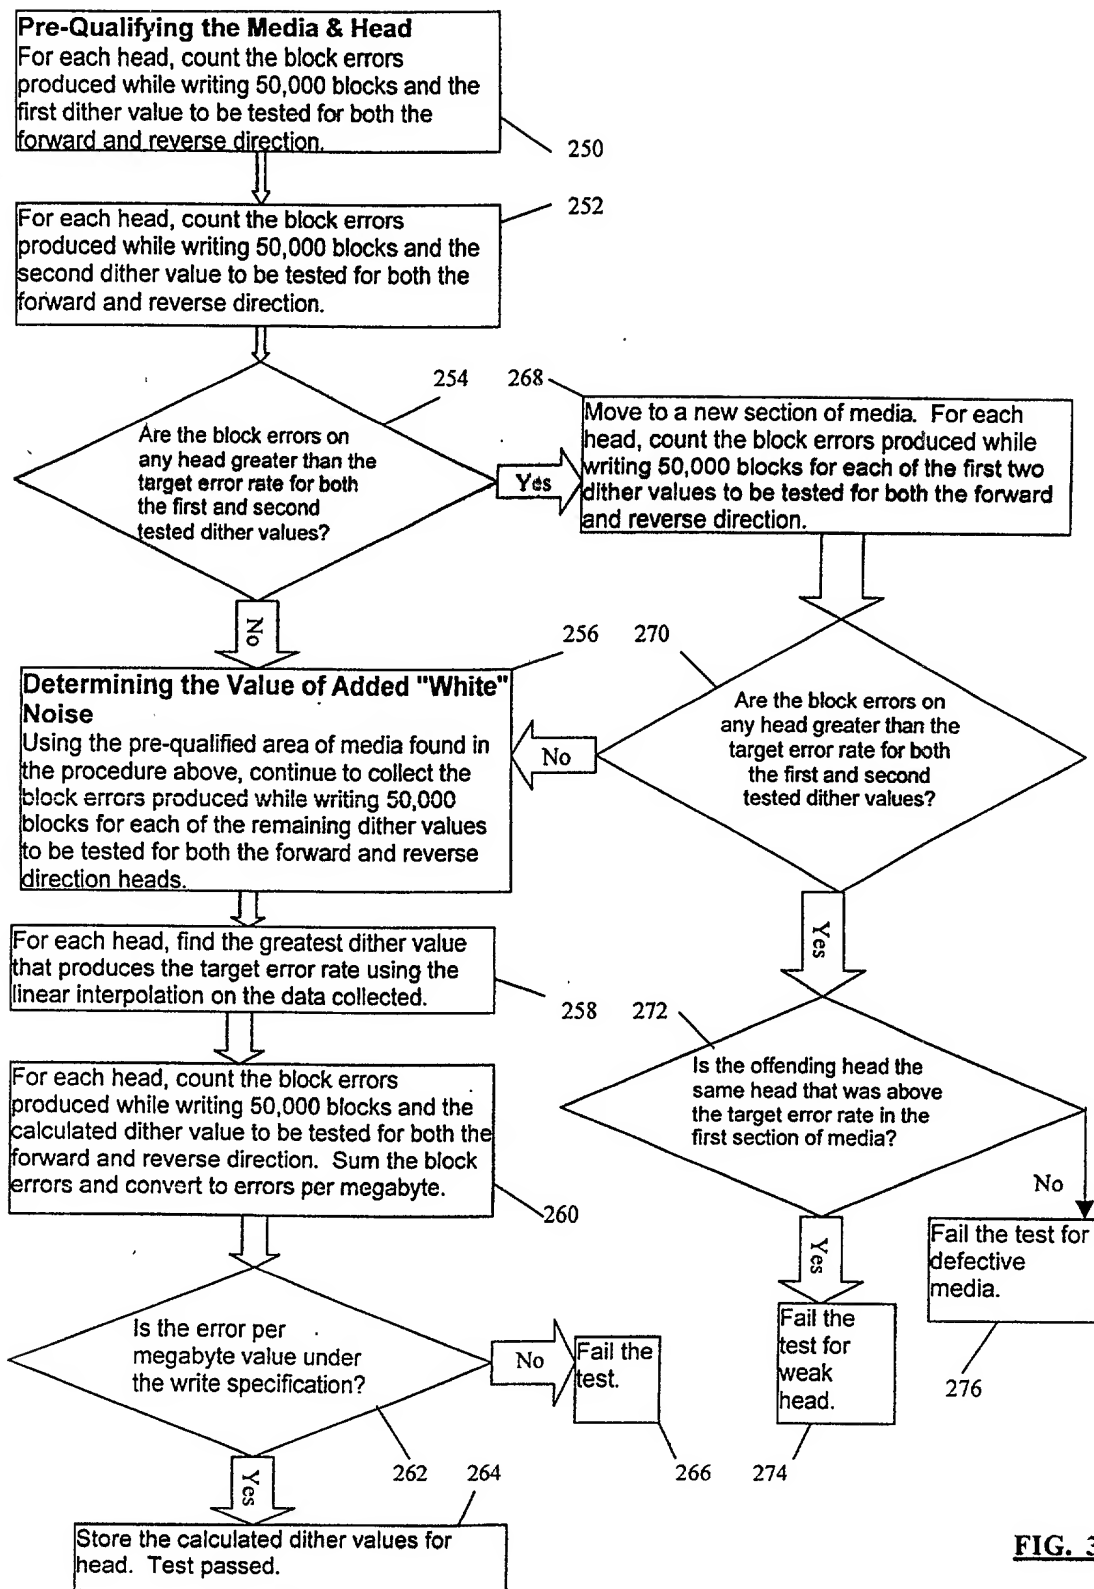 Pre-Qualifying the Media & Head
For each head, count the block errors
produced while writing 50,000 blocks and the
first dither value to be tested for both the
forward and reverse direction.
250
252
For each head, count the block errors
produced while writing 50,000 blocks and the
second dither value to be tested for both the
forward and reverse direction.
254
268
Are the block errors on
any head greater than the
target error rate for both
the first and second
tested dither values?
Yes
Move to a new section of media. For each
head, count the block errors produced while
writing 50,000 blocks for each of the first two
dither values to be tested for both the forward
and reverse direction.
No
256
270
Determining the Value of Added "White"
Noise
Using the pre-qualified area of media found in
the procedure above, continue to collect the
block errors produced while writing 50,000
blocks for each of the remaining dither values
to be tested for both the forward and reverse
direction heads.
No
Are the block errors on
any head greater than the
target error rate for both
the first and second
tested dither values?
Yes
For each head, find the greatest dither value
that produces the target error rate using the
linear interpolation on the data collected.
258
272
Is the offending head the
same head that was above
the target error rate in the
first section of media?
For each head, count the block errors
produced while writing 50,000 blocks and the
calculated dither value to be tested for both the
forward and reverse direction. Sum the block
errors and convert to errors per megabyte.
260
No
Yes
Fail the test for
defective
media.
276
Is the error per
megabyte value under
the write specification?
No
Fail the
test.
Fail the
test for
weak
head.
262
264
266
274
Yes
Store the calculated dither values for
head. Test passed.
FIG. 3